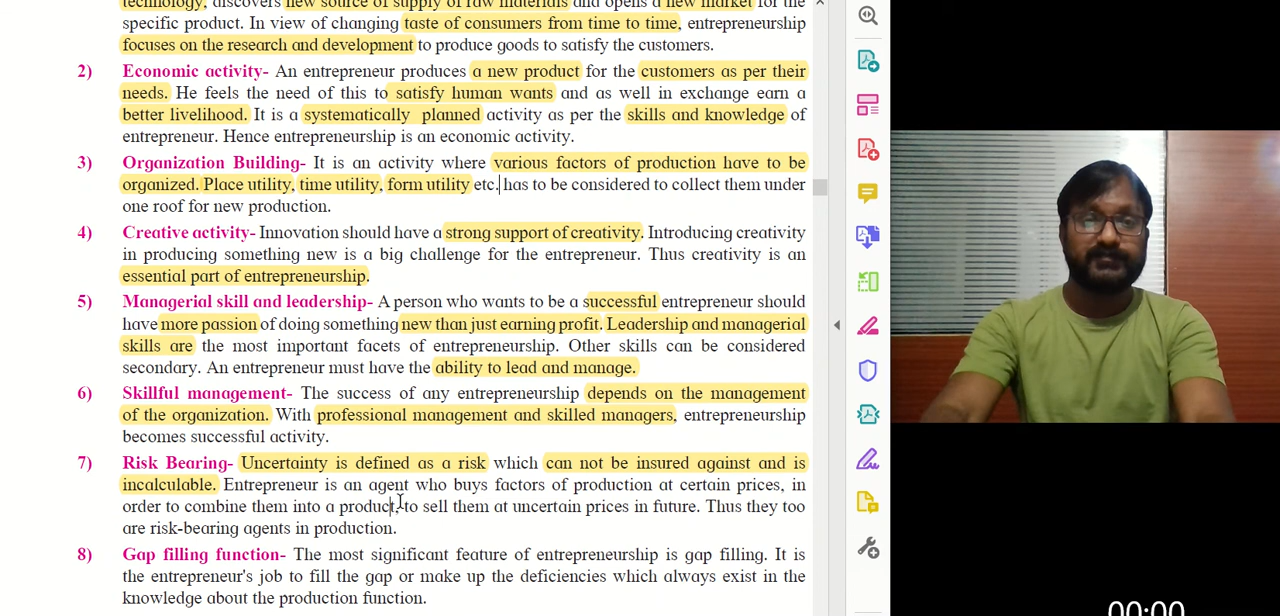 technology, discovers new source of supply of raw materials and opens a new market for the
specific product. In view of changing taste of consumers from time to time, entrepreneurship
focuses on the research and development to produce goods to satisfy the customers.
2) Economic activity- An entrepreneur produces a new product for the customers as per their
needs. He feels the need of this to satisfy human wants and as well in exchange earn a
better livelihood. It is a systematically planned activity as per the skills and knowledge of
entrepreneur. Hence entrepreneurship is an economic activity.
3) Organization Building- It is an activity where various factors of production have to be
organized. Place utility, time utility, form utility etc. has to be considered to collect them under
one roof for new production.
4) Creative activity- Innovation should have a strong support of creativity. Introducing creativity
in producing something new is a big challenge for the entrepreneur. Thus creativity is an
essential part of entrepreneurship.
5) Managerial skill and leadership- A person who wants to be a successful entrepreneur should
have more passion of doing something new than just earning profit. Leadership and managerial
skills are the most important facets of entrepreneurship. Other skills can be considered
secondary. An entrepreneur must have the ability to lead and manage.
6) Skillful management- The success of any entrepreneurship depends on the management
of the organization. With professional management and skilled managers, entrepreneurship
becomes successful activity.
7) Risk Bearing- Uncertainty is defined as a risk which can not be insured against and is
incalculable. Entrepreneur is an agent who buys factors of production at certain prices, in
order to combine them into a product, to sell them at uncertain prices in future. Thus they too
are risk-bearing agents in production.
8) Gap filling function- The most significant feature of entrepreneurship is gap filling. It is
the entrepreneur's job to fill the gap or make up the deficiencies which always exist in the
knowledge about the production function.
00:00